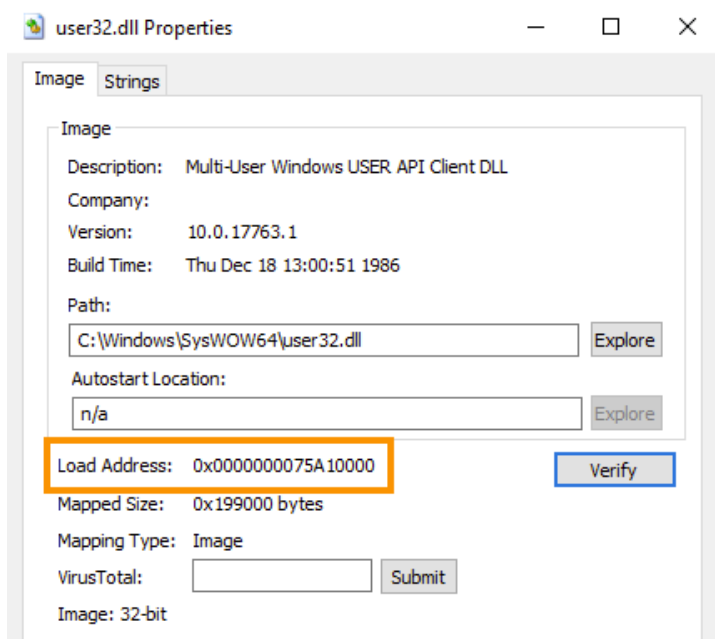 user32.dll Properties
Image Strings
Image
Description: Multi-User Windows USER API Client DLL
Company:
Version: 10.0.17763.1
Build Time: Thu Dec 18 13:00:51 1986
Path:
C:\Windows\SysWOW64\user32.dll Explore
Autostart Location:
n/a Explore
Load Address: 0x0000000075A10000 Verify
Mapped Size: 0x199000 bytes
Mapping Type: Image
VirusTotal: Submit
Image: 32-bit